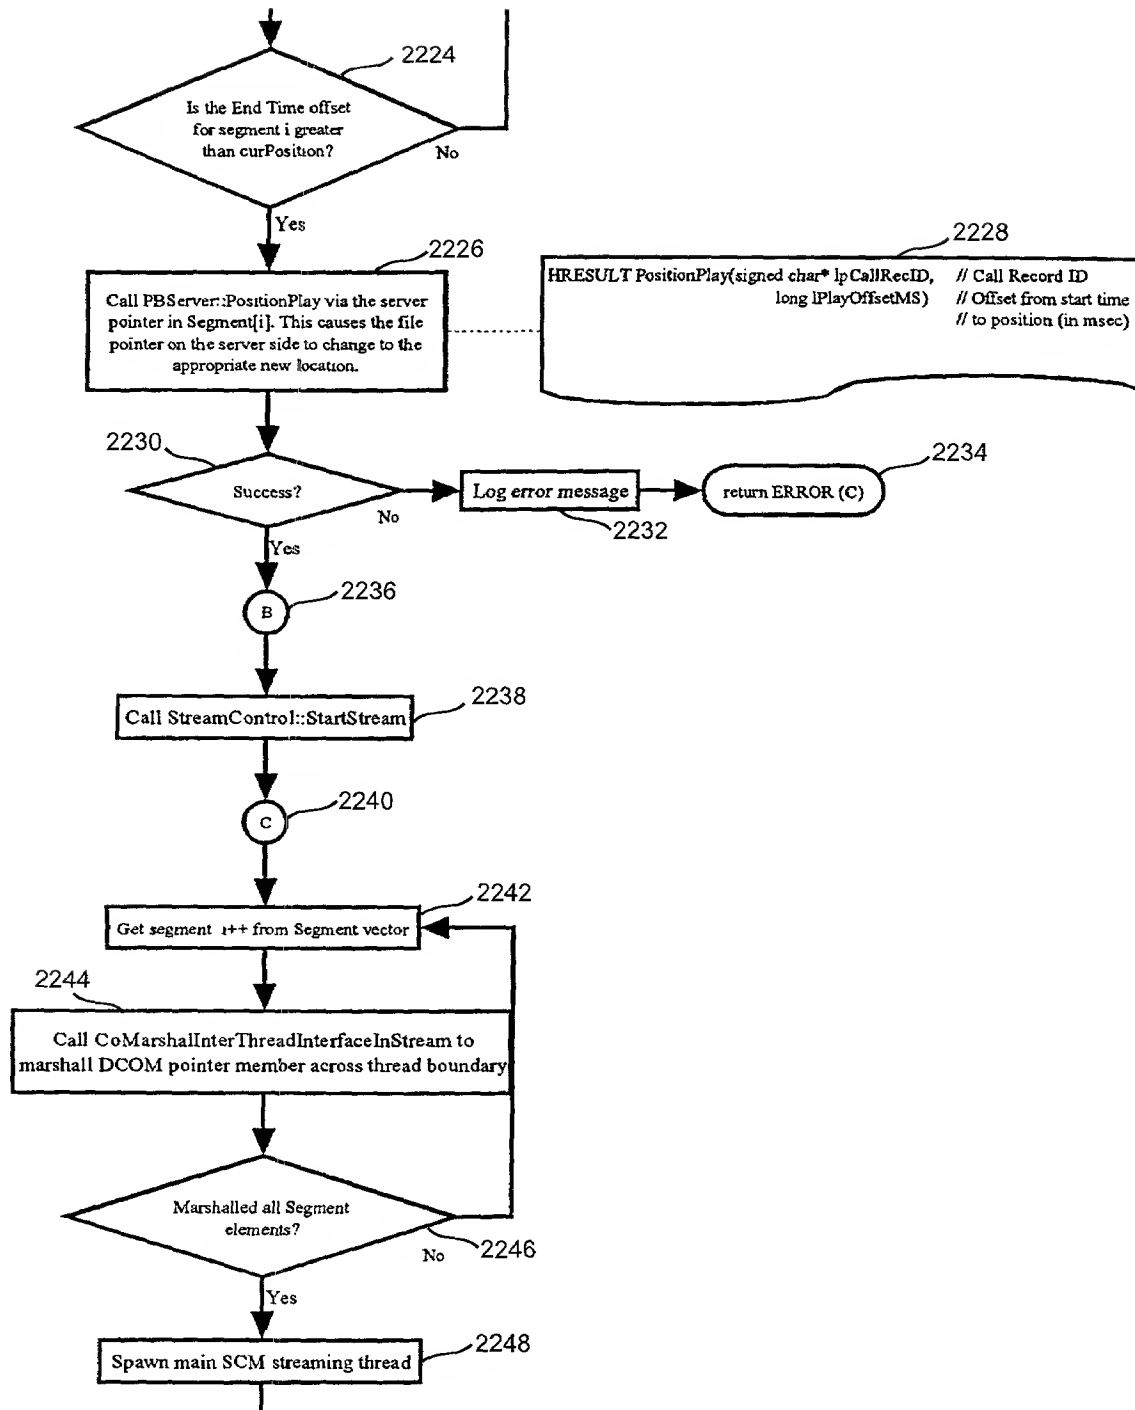 2224
Is the End Time offset
for segment i greater
than curPosition?
No
Yes
2226
Call PBServer::PositionPlay via the server
pointer in Segment[i]. This causes the file
pointer on the server side to change to the
appropriate new location.
2228
HRESULT PositionPlay(signed char* lpCallRecID, // Call Record ID
long lPlayOffsetMS) // Offset from start time
// to position (in msec)
2230
Success?
No
Log error message
2232
return ERROR (C)
2234
Yes
B
2236
Call StreamControl::StartStream
2238
C
2240
2242
Get segment i++ from Segment vector
2244
Call CoMarshalInterThreadInterfaceInStream to
marshall DCOM pointer member across thread boundary
Marshalled all Segment
elements?
No
2246
Yes
Spawn main SCM streaming thread
2248